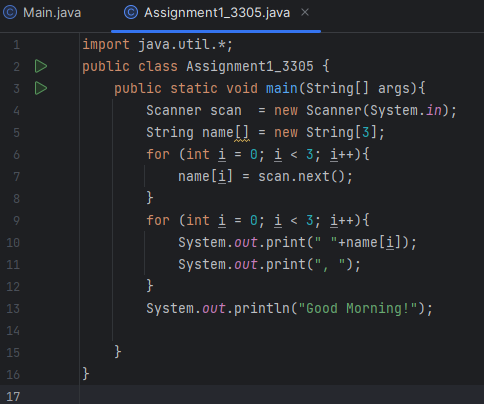 Main.java Assignment1_3305.java ×
1 import java.util.*;
2 public class Assignment1_3305 {
3 public static void main(String[] args){
4 Scanner scan  = new Scanner(System.in);
5 String name[] = new String[3];
6 for (int i = 0; i < 3; i++){
7 name[i] = scan.next();
8 }
9 for (int i = 0; i < 3; i++){
10 System.out.print(" "+name[i]);
11 System.out.print(", ");
12 }
13 System.out.println("Good Morning!");
14
15 }
16 }
17